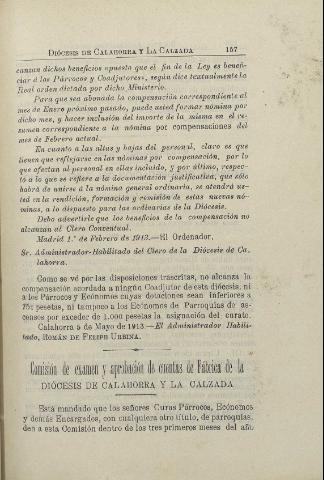 DIÓCESIS DE CALAHORRA Y LA CALZADA 157
canzan dichos beneficios «puesto que el fin de la Ley es benefi-
ciar á los Párrocos y Coadjutores», según dice textualmente la
Real orden dictada por dicho Ministerio.
Para que sea abonada la compensación correspondiente al
mes de Enero próximo pasado, puede usted formar nómina por
dicho mes, y hacer inclusión del importe de la misma en el re-
sumen correspondiente á la nómina por compensaciones del
mes de Febrero actual.
En cuanto á las altas y bajas del personal, claro es que
tienen que reflejarse en las nóminas por compensación, por lo
que afectan al personal en ellas incluído, y por último, respec-
to á lo que se refiere á la documentación justificativa, que sólo
habrá de unirse á la nómina general ordinaria, se atendrá us-
ted en la rendición, formación y remisión de estas nuevas nó-
minas, á lo dispuesto para las ordinarias de la Diócesis.
Debo advertirle que los beneficios de la compensación no
alcanzan al Clero Conventual.
Madrid 1.º de Febrero de 1913.—El Ordenador,
Sr. Administrador-Habilitado del Clero de la Diócesis de Ca-
lahorra.
Como se vé por las disposiciones trascritas, no alcanza la
compensación acordada á ningún Coadjutor de esta diócesis, ni
á los Párrocos y Ecónomos cuyas dotaciones sean inferiores á
751 pesetas, ni tampoco á los Ecónomos de Parroquias de as-
censos por exceder de 1.000 pesetas la asignación del curato.
Calahorra 5 de Mayo de 1913.—El Administrador Habili-
tado, ROMÁN DE FELIPE URBINA.
Comisión de examen y aprobación de cuentas de Fábrica de la
DIÓCESIS DE CALAHORRA Y LA CALZADA
Está mandado que los señores Curas Párrocos, Ecónomos
y demás Encargados, con cualquiera otro título, de parroquias,
den á esta Comisión dentro de los tres primeros meses del año